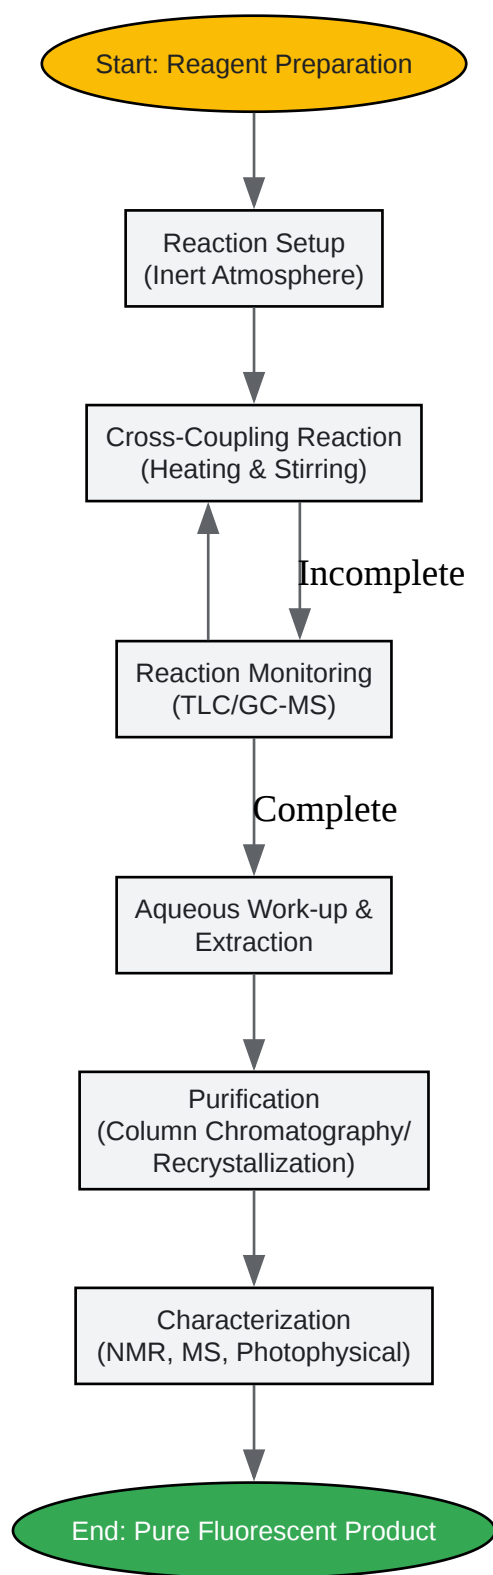 Start: Reagent Preparation
Reaction Setup
(Inert Atmosphere)
Cross-Coupling Reaction
(Heating & Stirring)
Incomplete
Reaction Monitoring
(TLC/GC-MS)
Complete
Aqueous Work-up &
Extraction
Purification
(Column Chromatography/
Recrystallization)
Characterization
(NMR, MS, Photophysical)
End: Pure Fluorescent Product